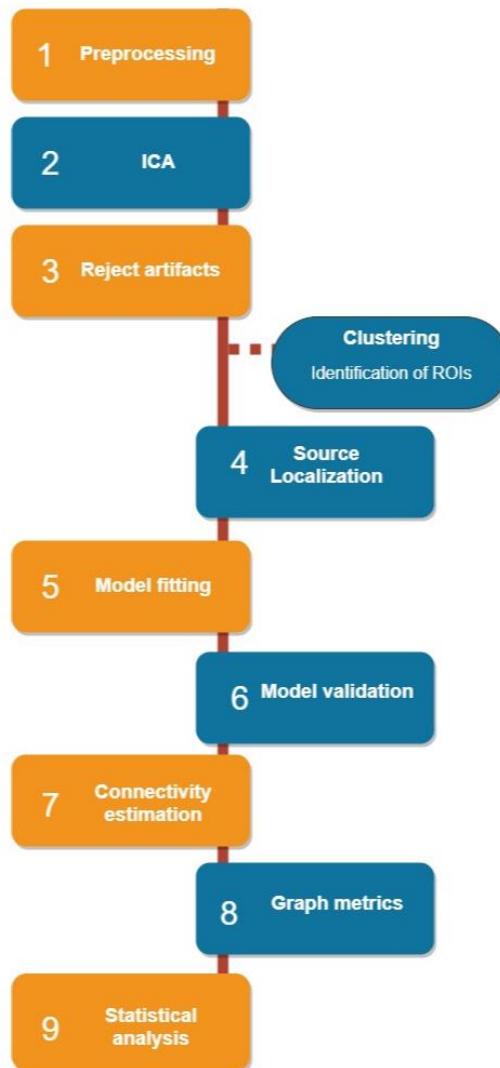 1 Preprocessing
2 ICA
3 Reject artifacts
Clustering
Identification of ROIs
4 Source
Localization
5 Model fitting
6 Model validation
7 Connectivity
estimation
8 Graph metrics
9 Statistical
analysis